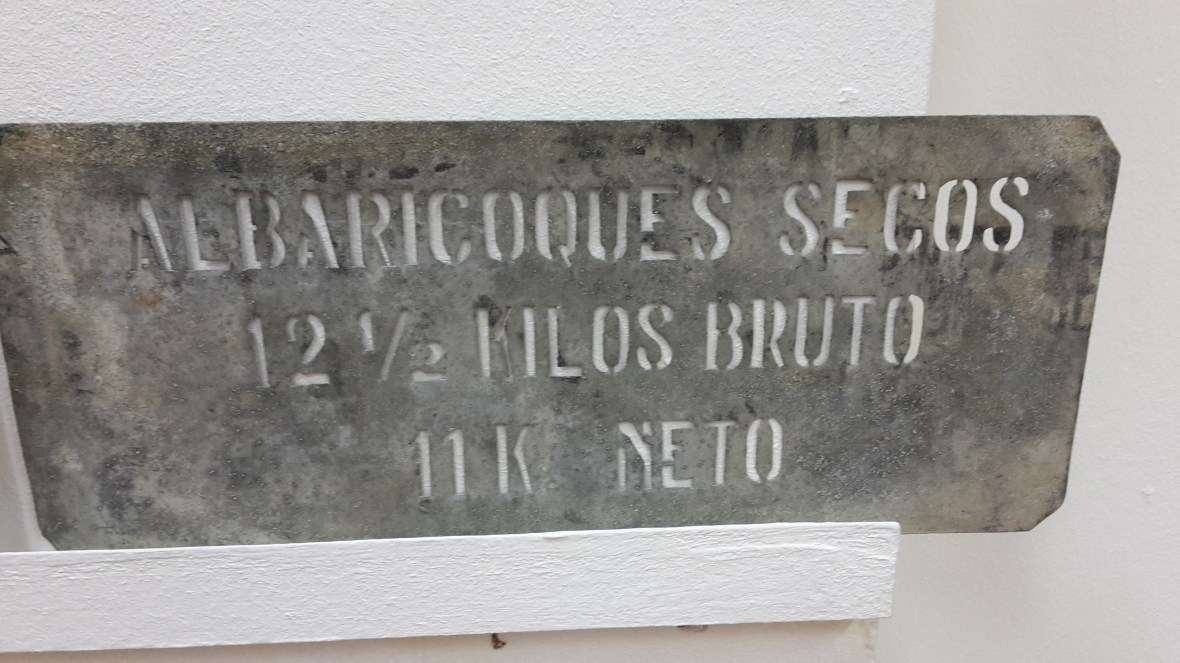 ALBARICOQUES SECOS
12 1/2 KILOS BRUTO
11 K. NETO